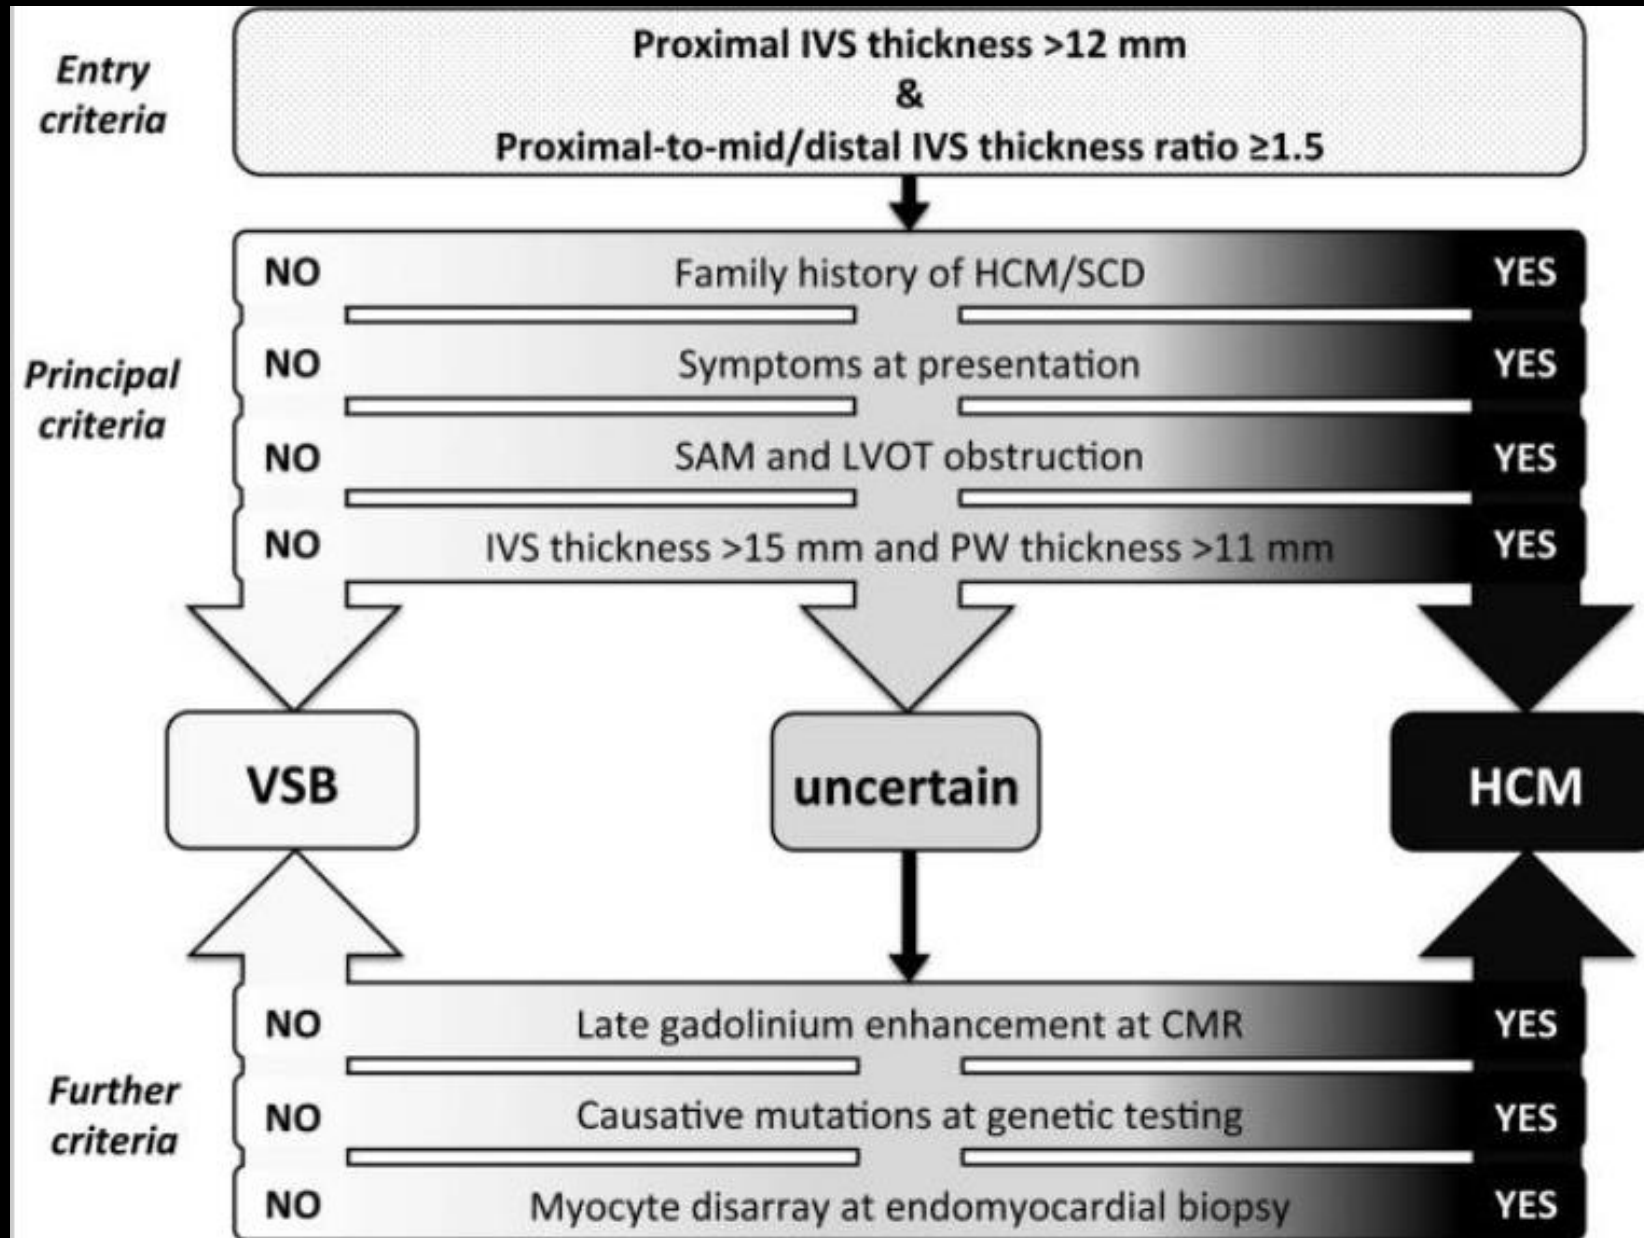 Entry
criteria
Proximal IVS thickness >12 mm
&
Proximal-to-mid/distal IVS thickness ratio ≥1.5
Principal
criteria
NO Family history of HCM/SCD YES
NO Symptoms at presentation YES
NO SAM and LVOT obstruction YES
NO IVS thickness >15 mm and PW thickness >11 mm YES
VSB uncertain HCM
Further
criteria
NO Late gadolinium enhancement at CMR YES
NO Causative mutations at genetic testing YES
NO Myocyte disarray at endomyocardial biopsy YES